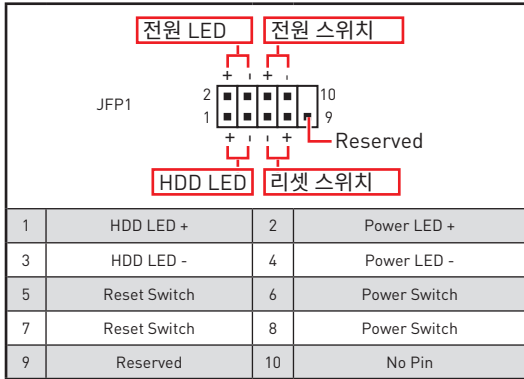 전원 LED 전원 스위치
+ - + -
JFP1
2 10
1 9
+ - - +
Reserved
HDD LED 리셋 스위치
1 HDD LED + 2 Power LED +
3 HDD LED - 4 Power LED -
5 Reset Switch 6 Power Switch
7 Reset Switch 8 Power Switch
9 Reserved 10 No Pin